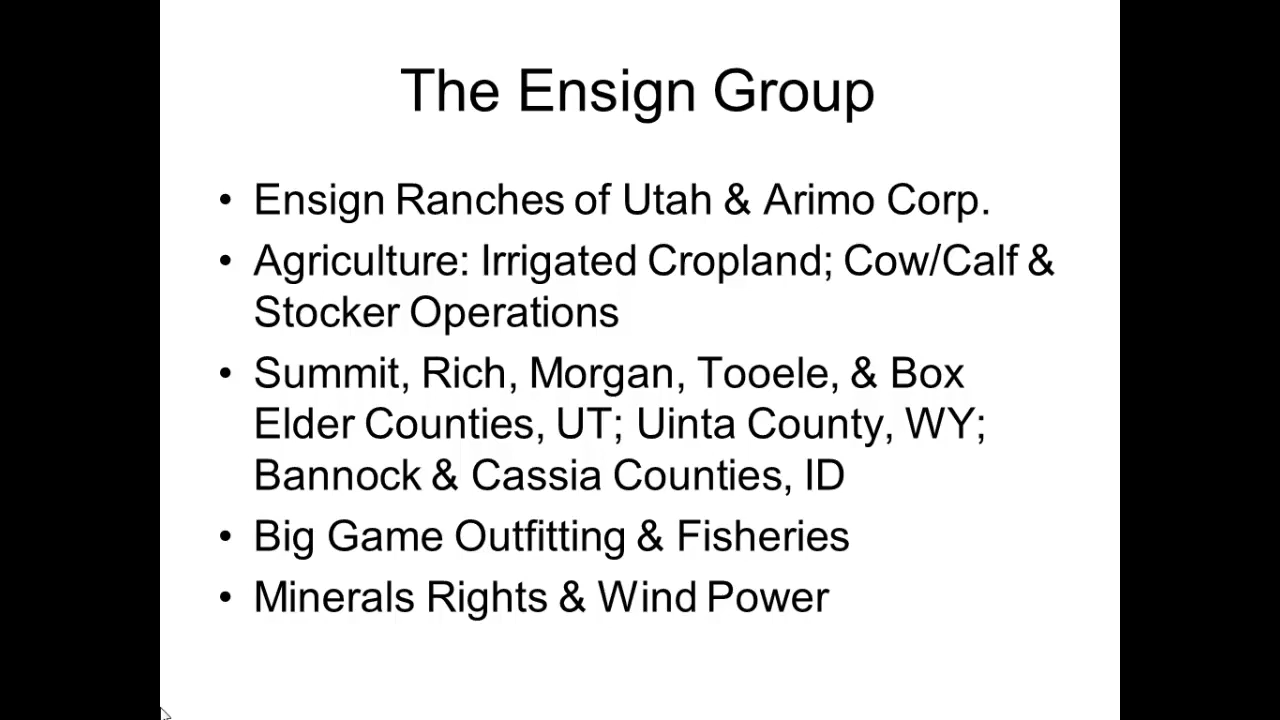 The Ensign Group
• Ensign Ranches of Utah & Arimo Corp.
• Agriculture: Irrigated Cropland; Cow/Calf &
Stocker Operations
• Summit, Rich, Morgan, Tooele, & Box
Elder Counties, UT; Uinta County, WY;
Bannock & Cassia Counties, ID
• Big Game Outfitting & Fisheries
• Minerals Rights & Wind Power